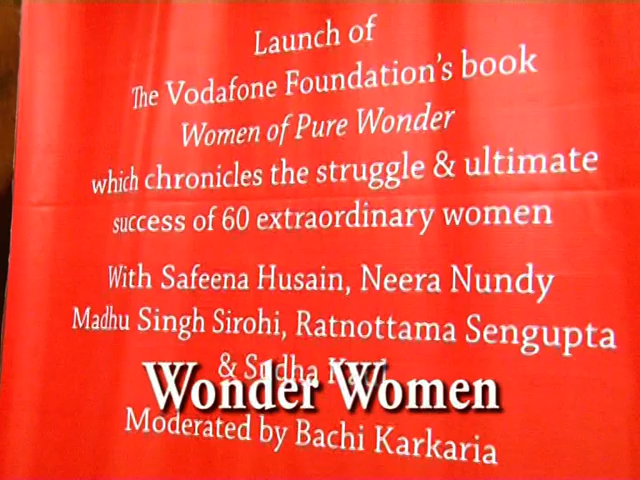 Launch of
The Vodafone Foundation's book
Women of Pure Wonder
which chronicles the struggle & ultimate
success of 60 extraordinary women
With Safeena Husain, Neera Nundy
Madhu Singh Sirohi, Ratnottama Sengupta
& Sudha
Wonder Women
Moderated by Bachi Karkaria